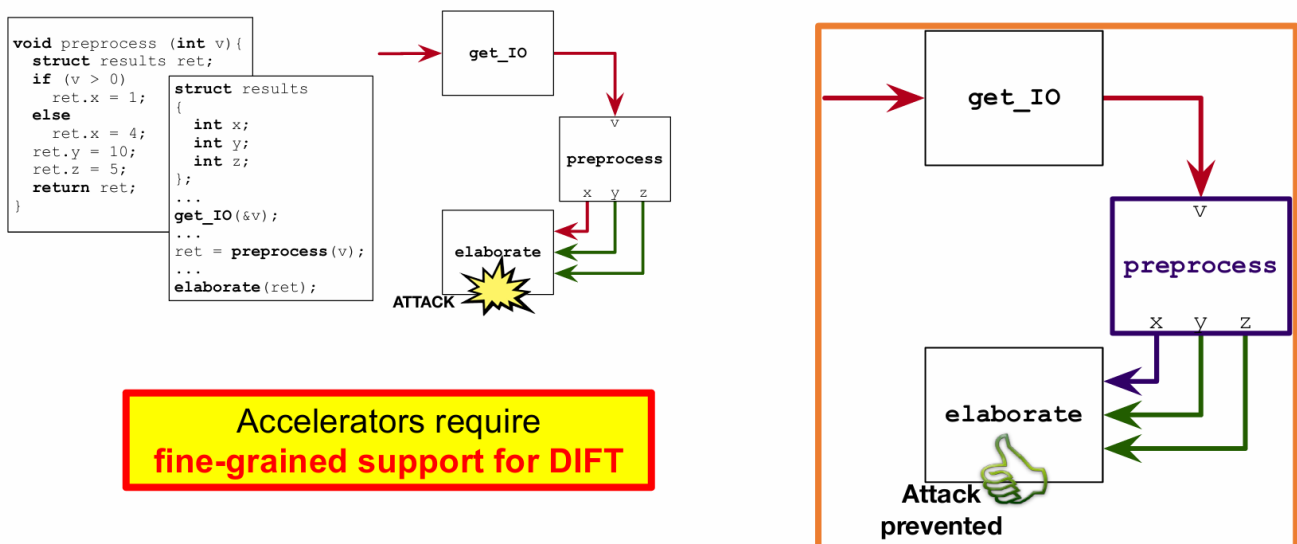 void preprocess (int v){
struct results ret;
if (v > 0)
ret.x = 1;
else
ret.x = 4;
ret.y = 10;
ret.z = 5;
return ret;
}
struct results
{
int x;
int y;
int z;
};
...
get_IO(&v);
...
ret = preprocess(v);
...
elaborate(ret);
get_IO
v
preprocess
x y z
elaborate
ATTACK
Accelerators require
fine-grained support for DIFT
get_IO
v
preprocess
x y z
elaborate
Attack
prevented